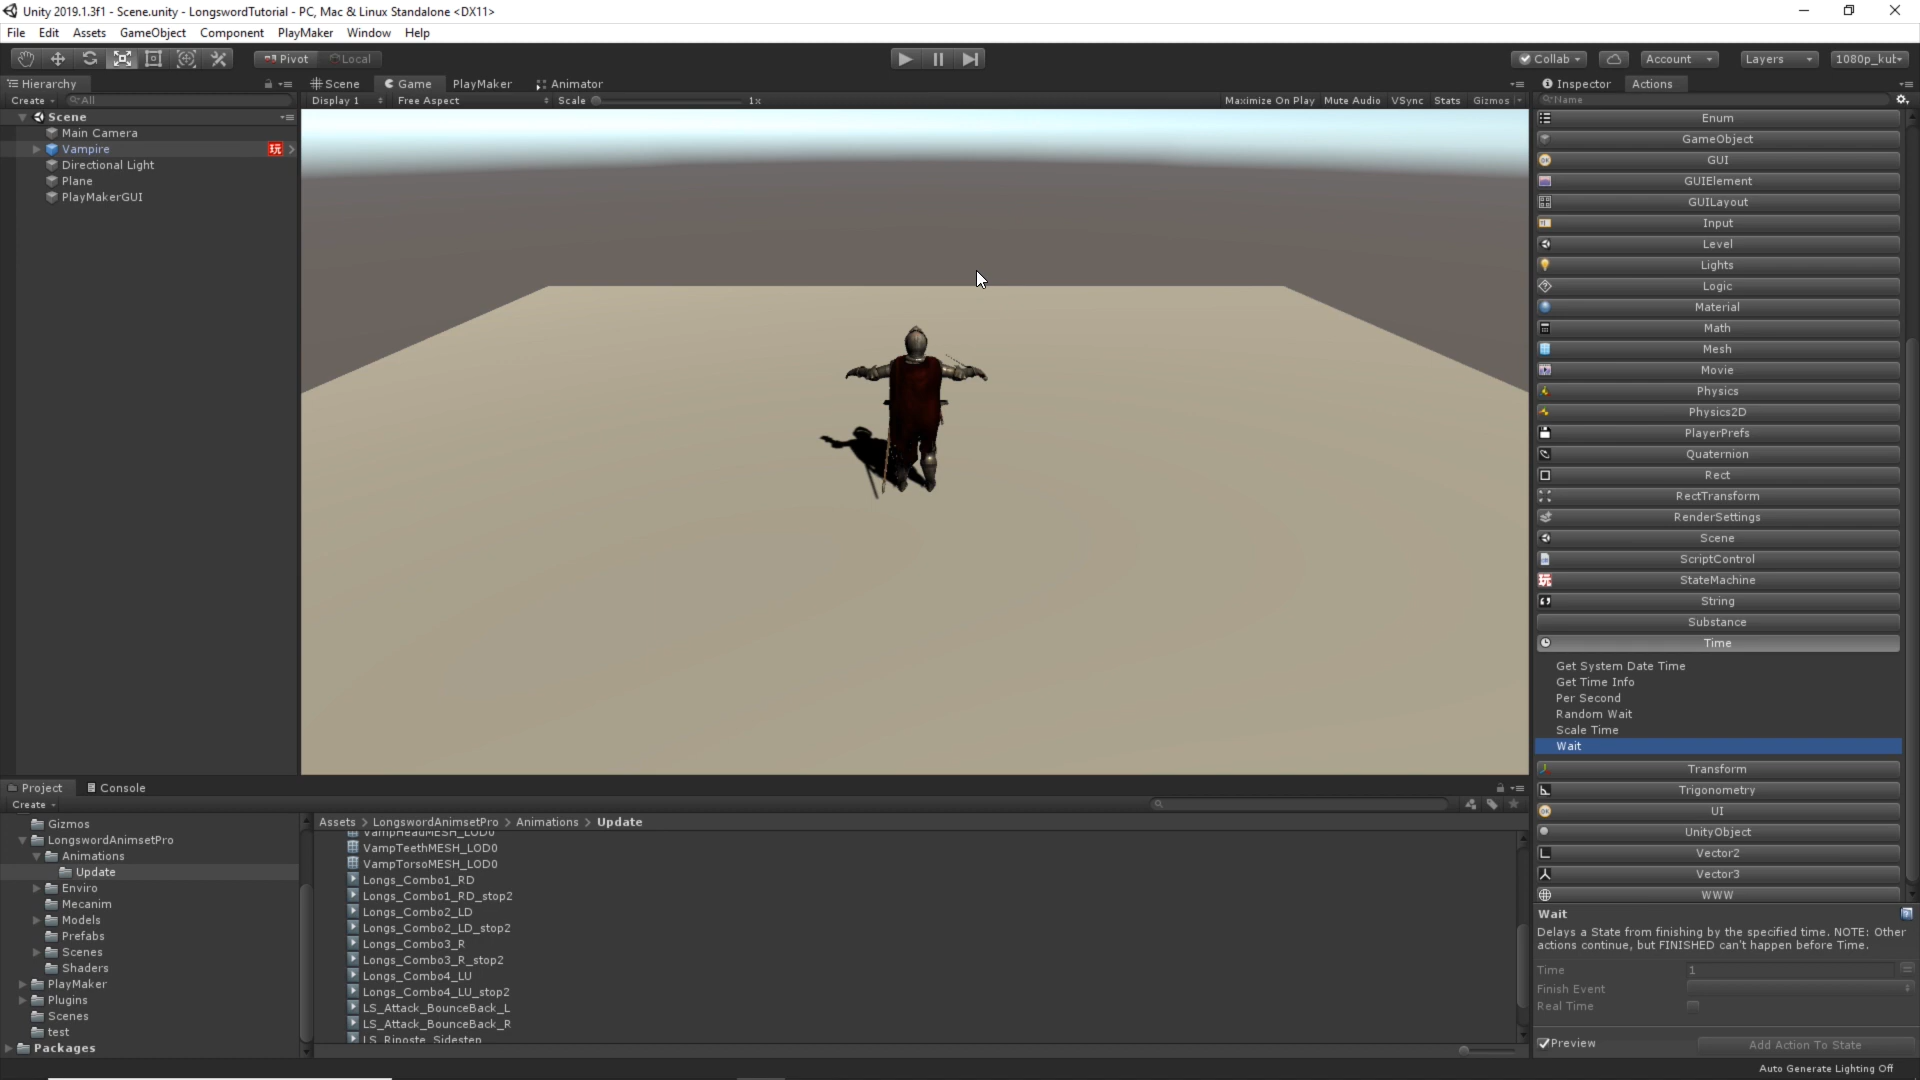 Unity 2019.1.3f1 - Scene.unity - LongswordTutorial - PC, Mac & Linux Standalone <DX11>
File Edit Assets GameObject Component PlayMaker Window Help
Pivot Local
Collab Account Layers 1080p_kut
Hierarchy
Create All
Scene
Main Camera
Vampire 玩
Directional Light
Plane
PlayMakerGUI
Scene Game PlayMaker Animator
Display 1 Free Aspect Scale 1x Maximize On Play Mute Audio VSync Stats Gizmos
Inspector Actions
Name
Enum
GameObject
GUI
GUIElement
GUILayout
Input
Level
Lights
Logic
Material
Math
Mesh
Movie
Physics
Physics2D
PlayerPrefs
Quaternion
Rect
RectTransform
RenderSettings
Scene
ScriptControl
玩 StateMachine
String
Substance
Time
Get System Date Time
Get Time Info
Per Second
Random Wait
Scale Time
Wait
Transform
Trigonometry
UI
UnityObject
Vector2
Vector3
WWW
Wait
Delays a State from finishing by the specified time. NOTE: Other
actions continue, but FINISHED can't happen before Time.
Time 1
Finish Event
Real Time
Preview Add Action To State
Project Console
Create
Gizmos
LongswordAnimsetPro
Animations
Update
Enviro
Mecanim
Models
Prefabs
Scenes
Shaders
PlayMaker
Plugins
Scenes
test
Packages
Assets > LongswordAnimsetPro > Animations > Update
VampHeadMESH_LOD0
VampTeethMESH_LOD0
VampTorsoMESH_LOD0
Longs_Combo1_RD
Longs_Combo1_RD_stop2
Longs_Combo2_LD
Longs_Combo2_LD_stop2
Longs_Combo3_R
Longs_Combo3_R_stop2
Longs_Combo4_LU
Longs_Combo4_LU_stop2
LS_Attack_BounceBack_L
LS_Attack_BounceBack_R
LS_Riposte_Sidestep
Auto Generate Lighting Off